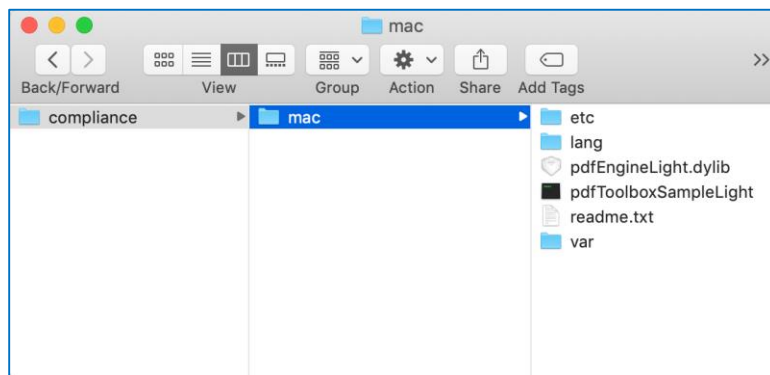 mac
Back/Forward View Group Action Share Add Tags
compliance
mac
etc
lang
pdfEngineLight.dylib
pdfToolboxSampleLight
readme.txt
var